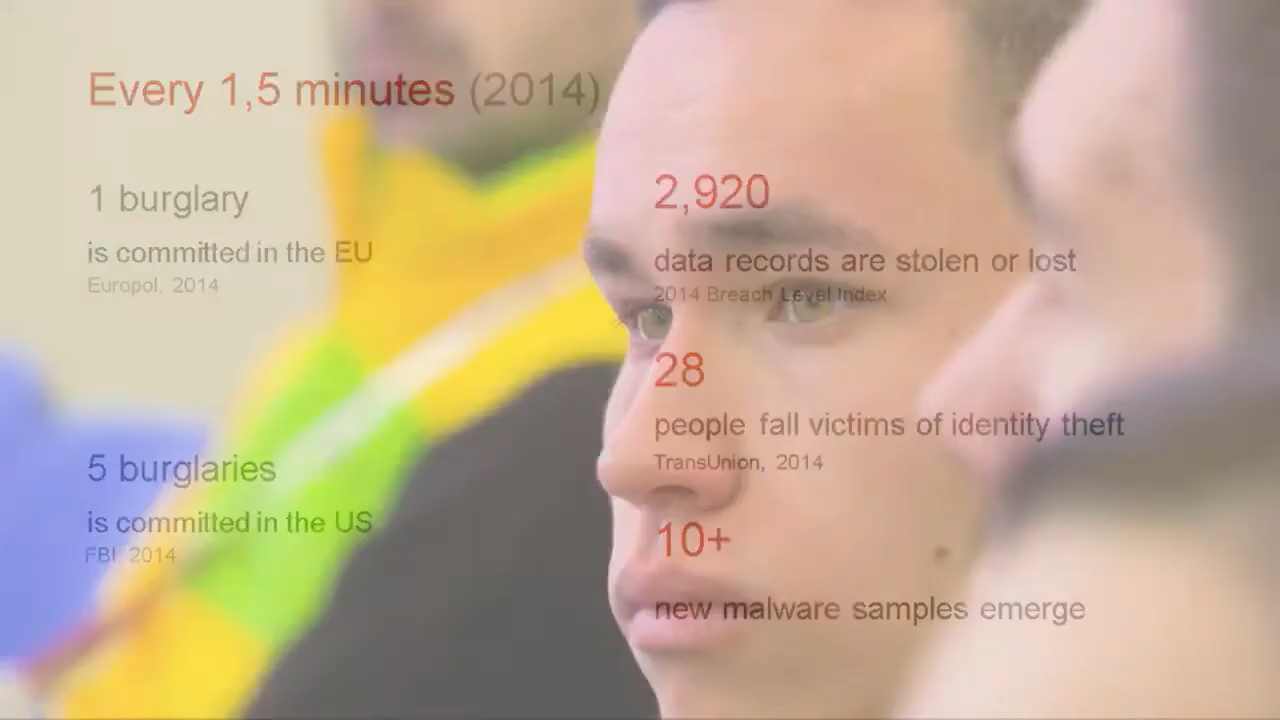 Every 1,5 minutes (2014)
1 burglary
is committed in the EU
Europol, 2014
5 burglaries
is committed in the US
FBI, 2014
2,920
data records are stolen or lost
2014 Breach Level Index
28
people fall victims of identity theft
TransUnion, 2014
10+
new malware samples emerge